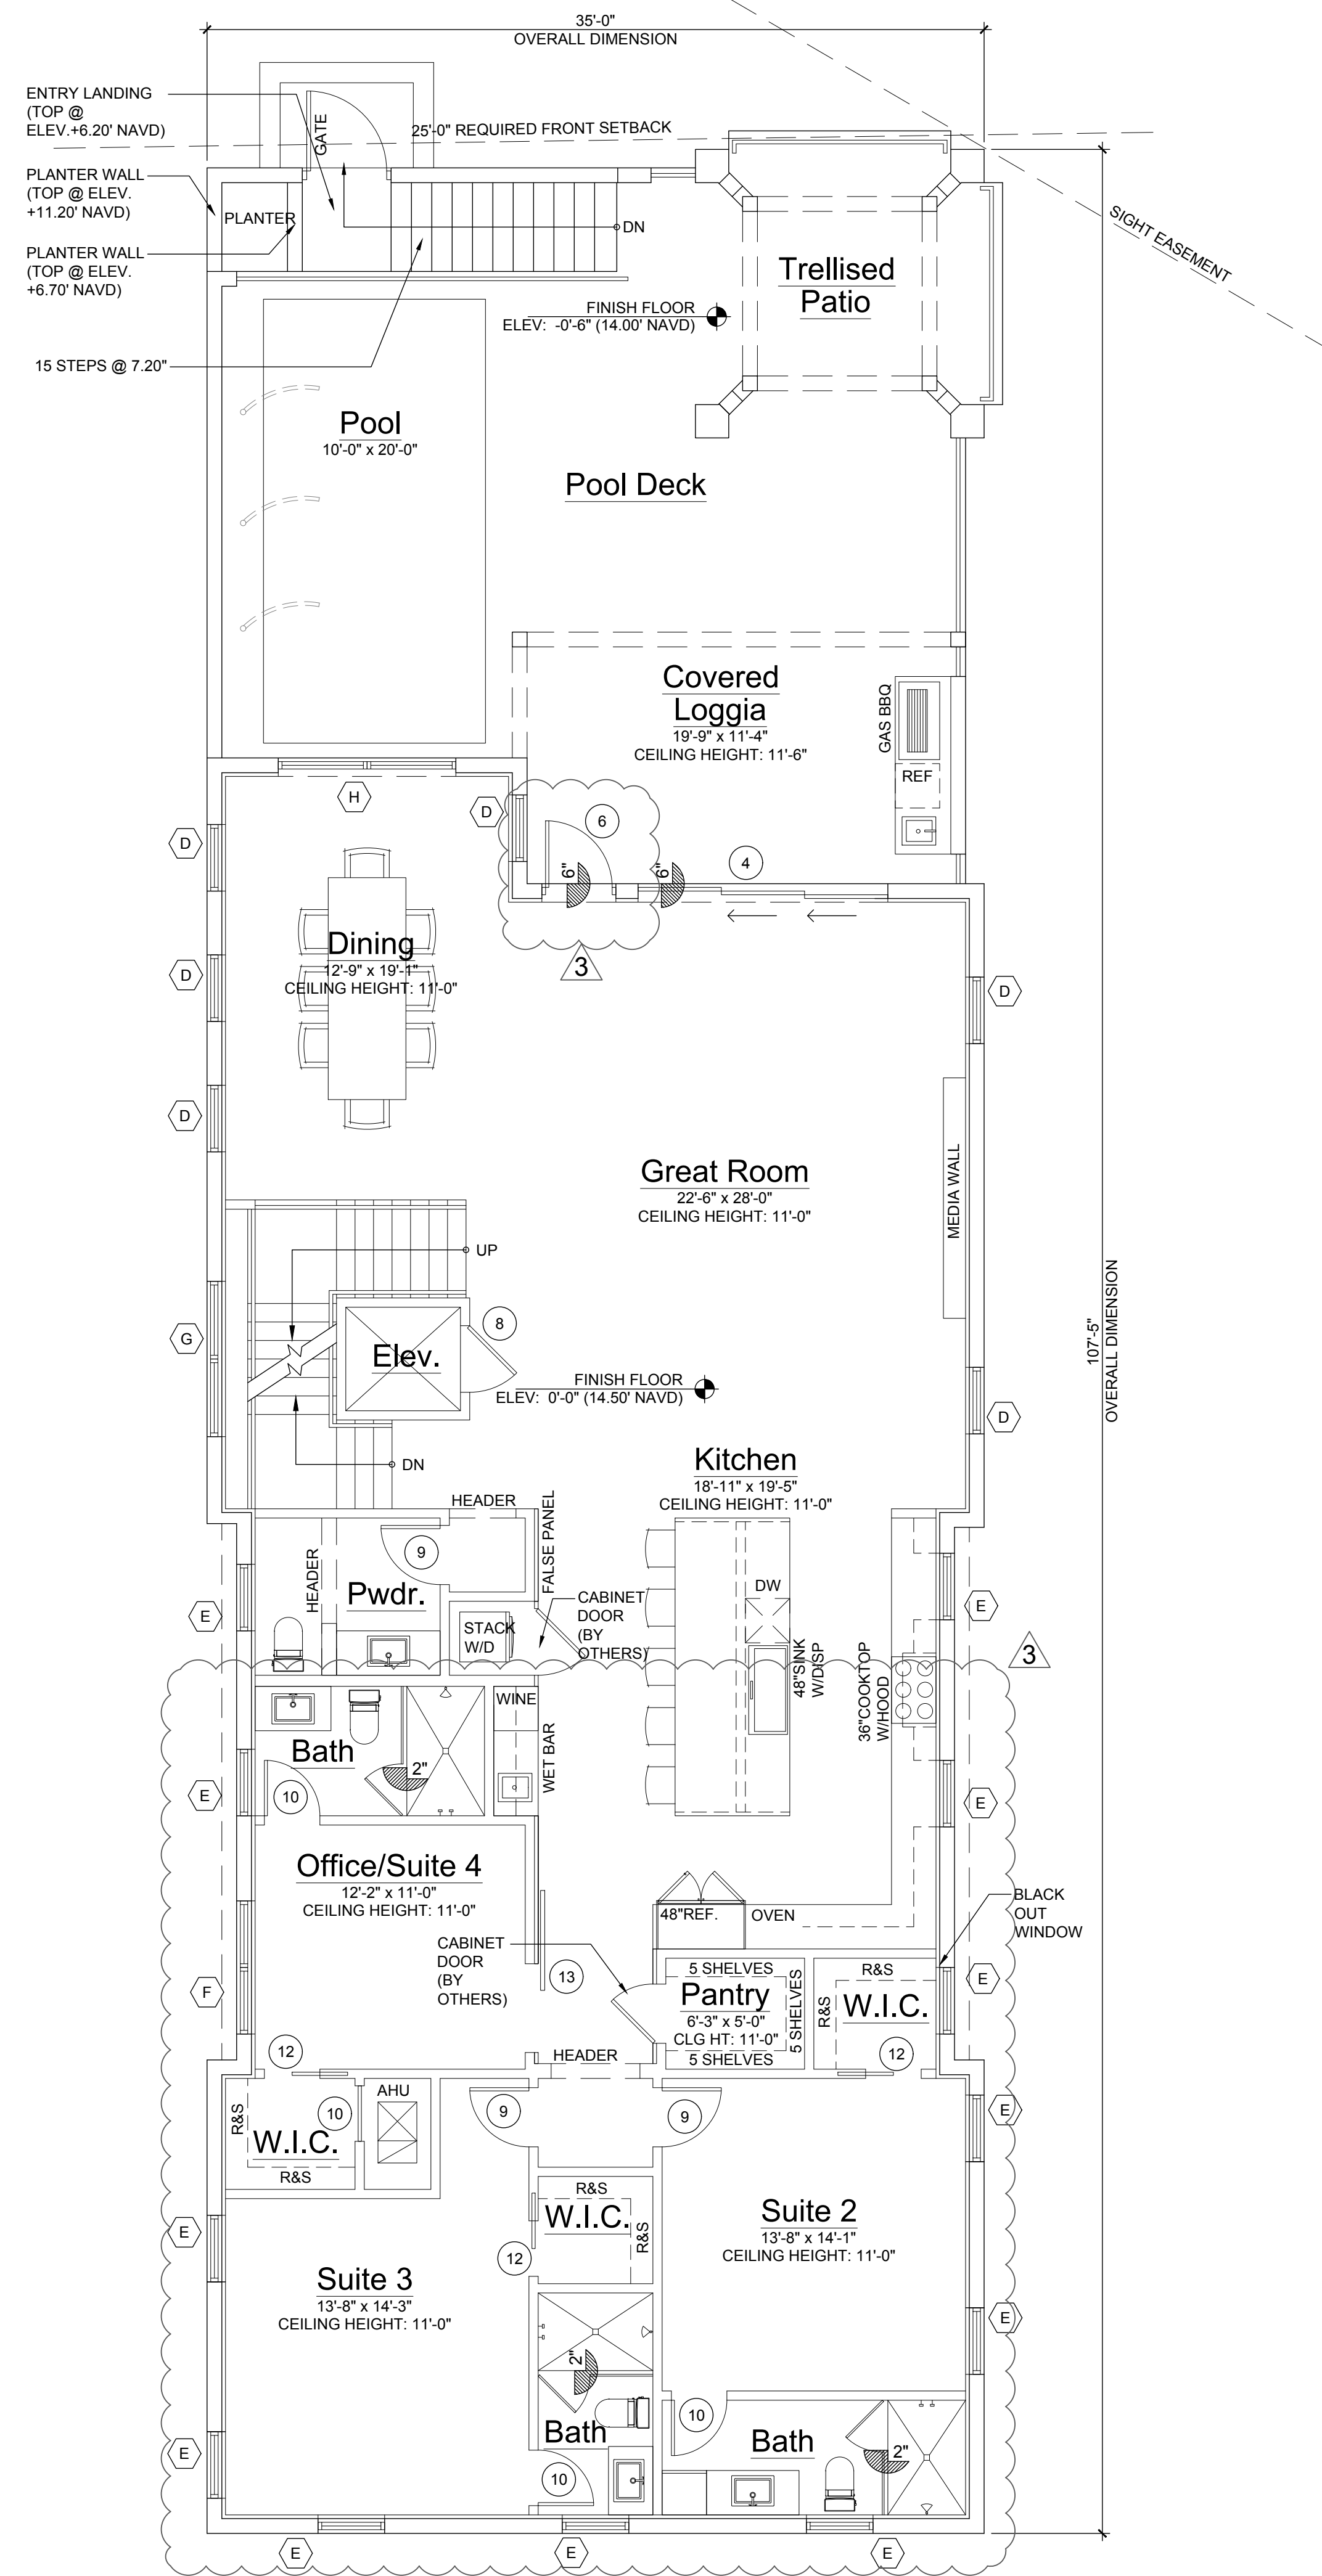 35'-0"
OVERALL DIMENSION
ENTRY LANDING
(TOP @
ELEV.+6.20' NAVD)
GATE
25'-0" REQUIRED FRONT SETBACK
PLANTER WALL
(TOP @ ELEV.
+11.20' NAVD)
PLANTER
DN
SIGHT EASEMENT
PLANTER WALL
(TOP @ ELEV.
+6.70' NAVD)
Trellised
Patio
FINISH FLOOR
ELEV: -0'-6" (14.00' NAVD)
15 STEPS @ 7.20"
Pool
10'-0" x 20'-0"
Pool Deck
Covered
Loggia
19'-9" x 11'-4"
CEILING HEIGHT: 11'-6"
GAS BBQ
REF
H
D
6
D
4
6"
6"
3
Dining
12'-9" x 19'-1"
CEILING HEIGHT: 11'-0"
D
D
D
Great Room
22'-6" x 28'-0"
CEILING HEIGHT: 11'-0"
MEDIA WALL
UP
G
8
Elev.
FINISH FLOOR
ELEV: 0'-0" (14.50' NAVD)
107'-5"
OVERALL DIMENSION
D
DN
Kitchen
18'-11" x 19'-5"
CEILING HEIGHT: 11'-0"
HEADER
FALSE PANEL
9
HEADER
Pwdr.
E
STACK
W/D
CABINET
DOOR
(BY
OTHERS)
DW
48"SINK
W/DISP
36"COOKTOP
W/HOOD
E
3
WINE
WET BAR
Bath
2"
E
10
E
Office/Suite 4
12'-2" x 11'-0"
CEILING HEIGHT: 11'-0"
48"REF.
OVEN
BLACK
OUT
WINDOW
CABINET
DOOR
(BY
OTHERS)
13
F
5 SHELVES
Pantry
6'-3" x 5'-0"
CLG HT: 11'-0"
5 SHELVES
5 SHELVES
R&S
R&S
W.I.C.
E
12
HEADER
12
AHU
10
R&S
W.I.C.
R&S
9
9
E
R&S
W.I.C.
R&S
12
Suite 2
13'-8" x 14'-1"
CEILING HEIGHT: 11'-0"
E
Suite 3
13'-8" x 14'-3"
CEILING HEIGHT: 11'-0"
E
2"
Bath
10
10
Bath
2"
E
E
E
E